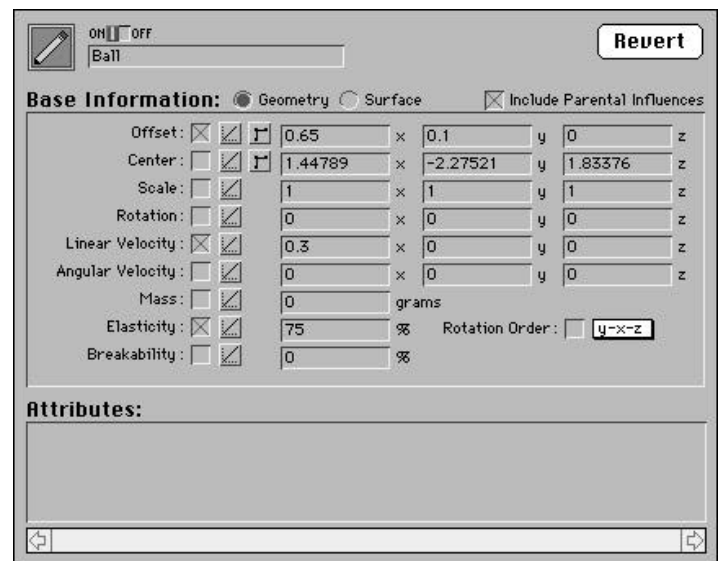 ON OFF
Ball
Revert
Base Information: Geometry Surface Include Parental Influences
Offset: 0.65 x 0.1 y 0 z
Center: 1.44789 x -2.27521 y 1.83376 z
Scale: 1 x 1 y 1 z
Rotation: 0 x 0 y 0 z
Linear Velocity: 0.3 x 0 y 0 z
Angular Velocity: 0 x 0 y 0 z
Mass: 0 grams
Elasticity: 75 % Rotation Order: y-x-z
Breakability: 0 %
Attributes: